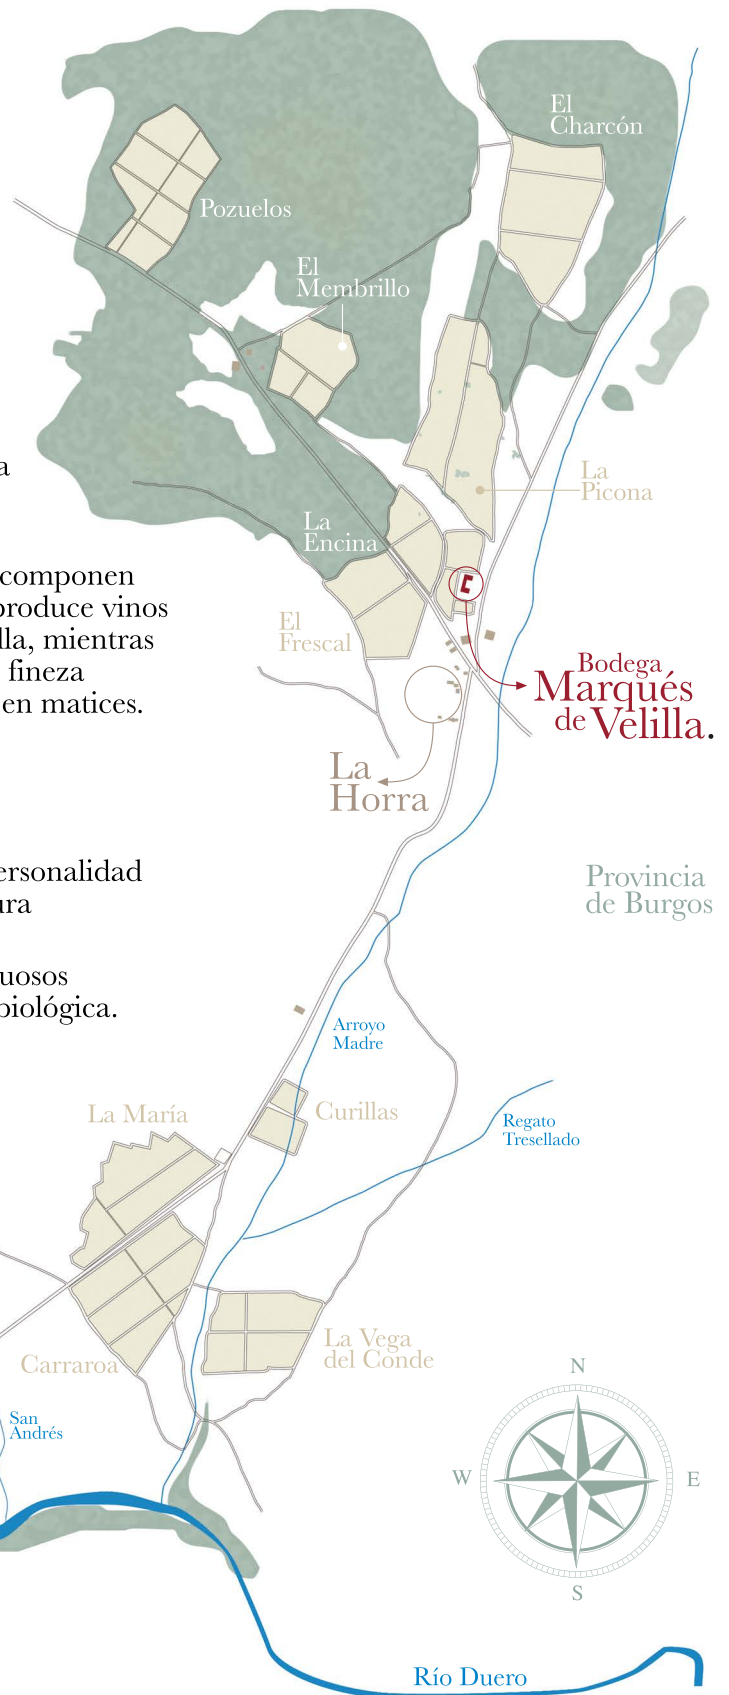 El
Charcón
Pozuelos
El
Membrillo
a
La
Picona
La
Encina
componen
produce vinos
lla, mientras
fineza
en matices.
El
Frescal
Bodega
Marqués
de Velilla.
La
Horra
ersonalidad
ura
Provincia
de Burgos
uosos
biológica.
Arroyo
Madre
La María
Curillas
Regato
Tresellado
La Vega
del Conde
Carraroa
N
W
E
S
San
Andrés
Río Duero